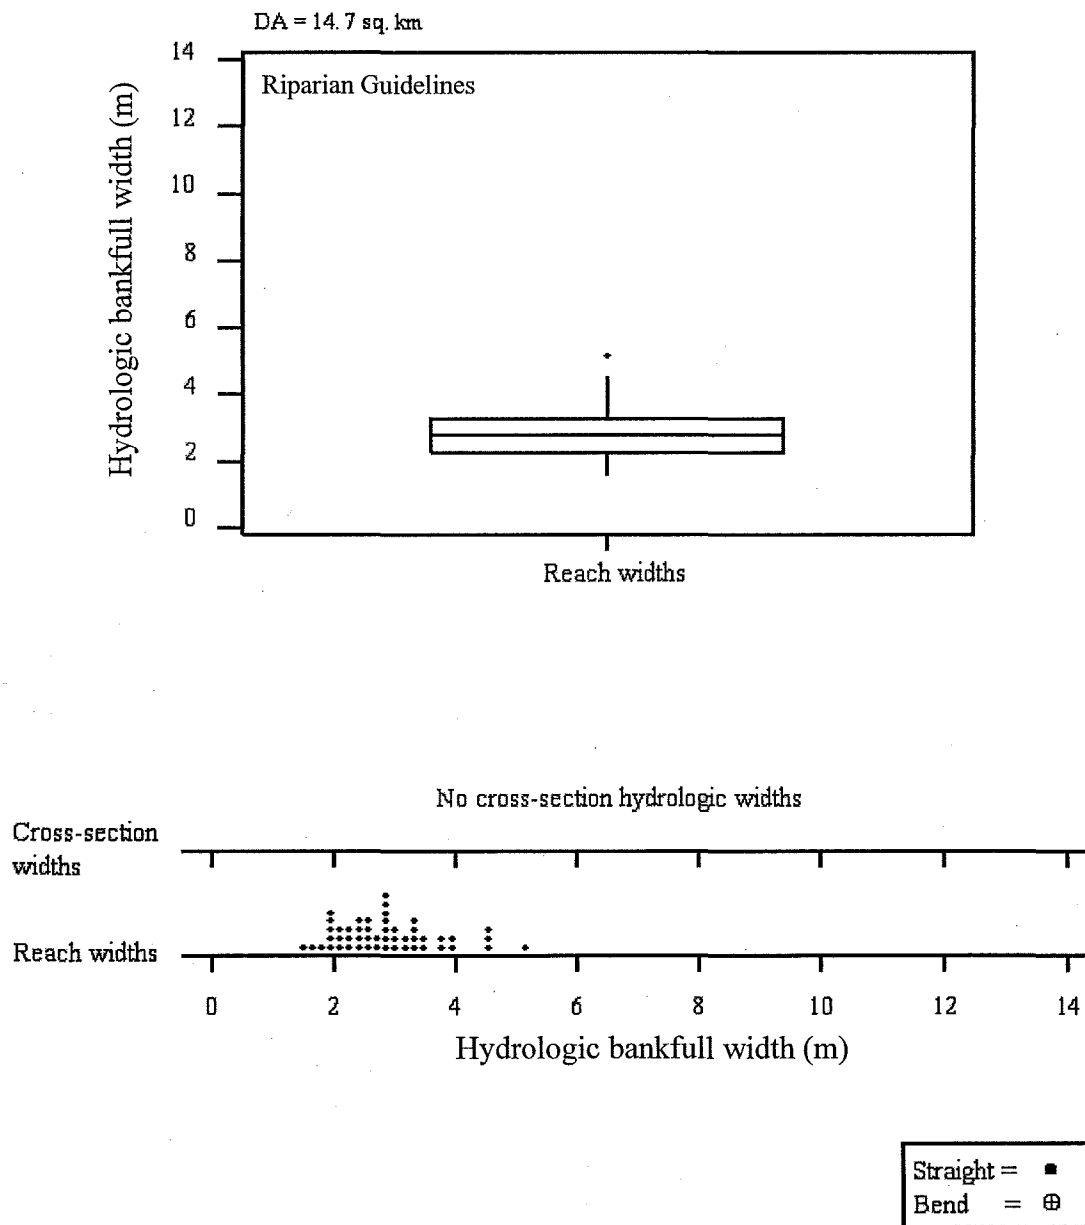 DA = 14.7 sq. km
Riparian Guidelines
Hydrologic bankfull width (m)
14
12
10
8
6
4
2
0
Reach widths
No cross-section hydrologic widths
Cross-section
widths
Reach widths
0 2 4 6 8 10 12 14
Hydrologic bankfull width (m)
Straight = ■
Bend = ⊕